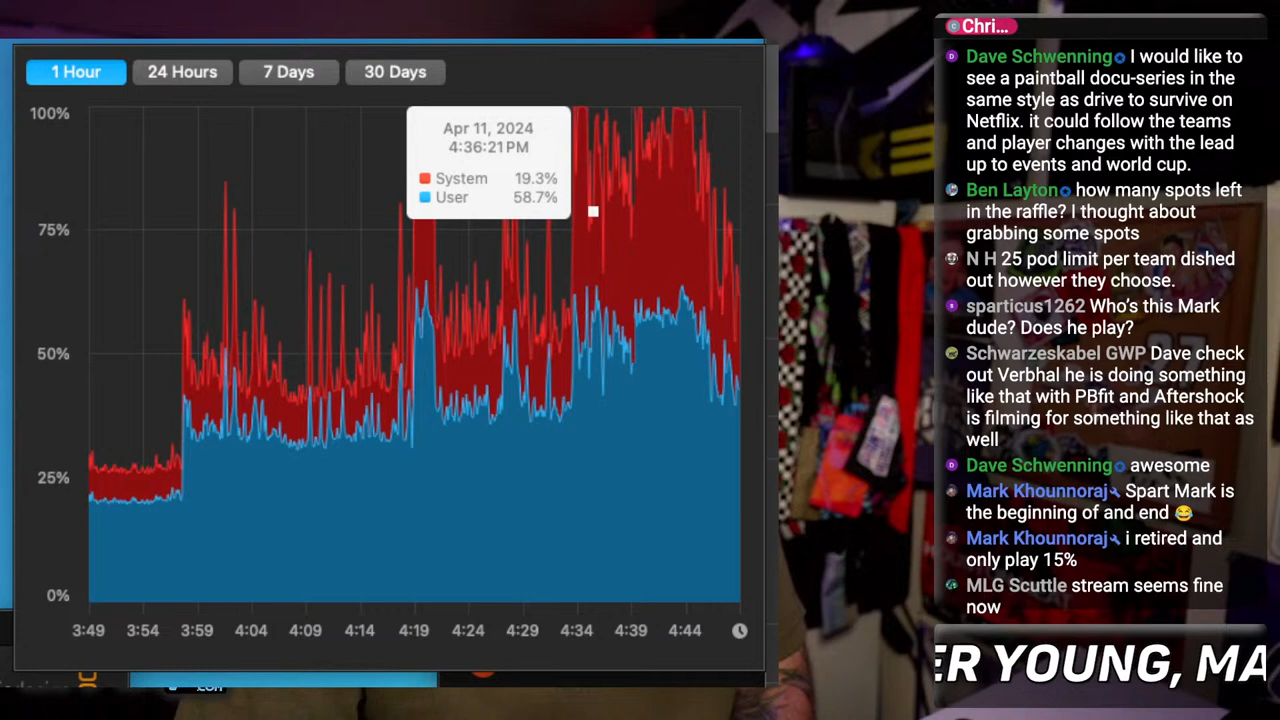 1 Hour
24 Hours
7 Days
30 Days
100%
75%
50%
25%
0%
Apr 11, 2024
4:36:21 PM
System 19.3%
User 58.7%
3:49
3:54
3:59
4:04
4:09
4:14
4:19
4:24
4:29
4:34
4:39
4:44
Chri...
Dave Schwenning I would like to
see a paintball docu-series in the
same style as drive to survive on
Netflix. it could follow the teams
and player changes with the lead
up to events and world cup.
Ben Layton how many spots left
in the raffle? I thought about
grabbing some spots
N H 25 pod limit per team dished
out however they choose.
sparticus1262 Who's this Mark
dude? Does he play?
Schwarzeskabel GWP Dave check
out Verbhal he is doing something
like that with PBfit and Aftershock
is filming for something like that as
well
Dave Schwenning awesome
Mark Khounnoraj Spart Mark is
the beginning of and end 😂
Mark Khounnoraj i retired and
only play 15%
MLG Scuttle stream seems fine
now
ER YOUNG, MA